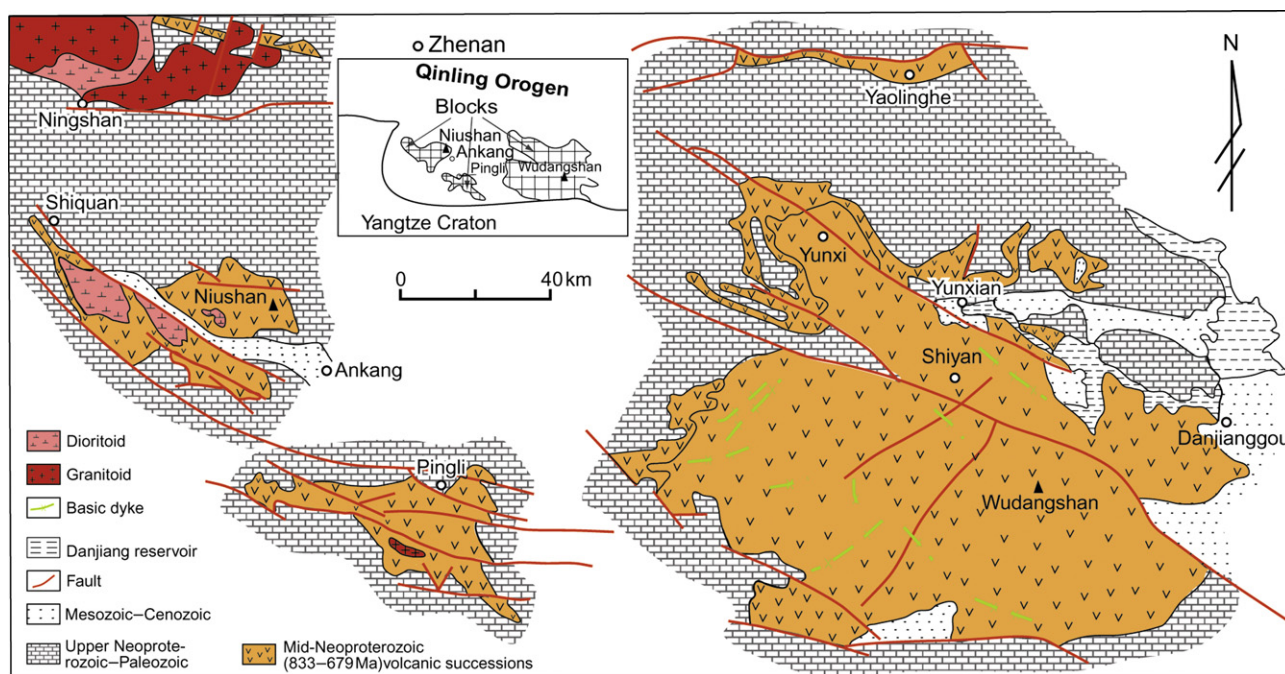 Zhenan
Qinling Orogen
Blocks
Niushan
Ankang
Pingli
Wudangshan
Yangtze Craton
N
Yaolinghe
Ningshan
Shiquan
0 40 km
Yunxi
Niushan
Yunxian
Ankang
Shiyan
Danjianggou
Pingli
Wudangshan
Dioritoid
Granitoid
Basic dyke
Danjiang reservoir
Fault
Mesozoic–Cenozoic
Upper Neoprote-
rozoic–Paleozoic
Mid-Neoproterozoic
(833–679 Ma)volcanic successions